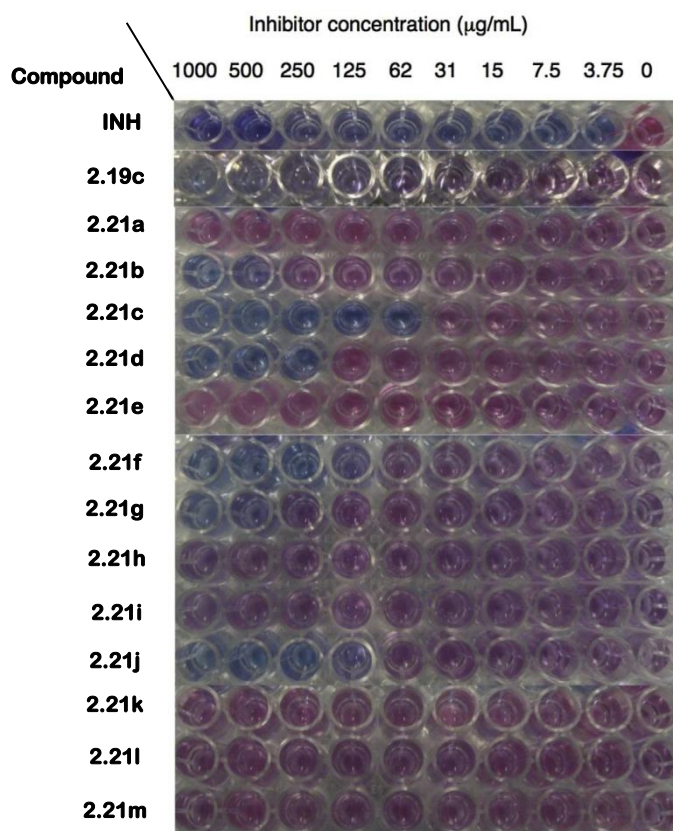 Inhibitor concentration (μg/mL)
Compound 1000 500 250 125 62 31 15 7.5 3.75 0
INH
2.19c
2.21a
2.21b
2.21c
2.21d
2.21e
2.21f
2.21g
2.21h
2.21i
2.21j
2.21k
2.21l
2.21m